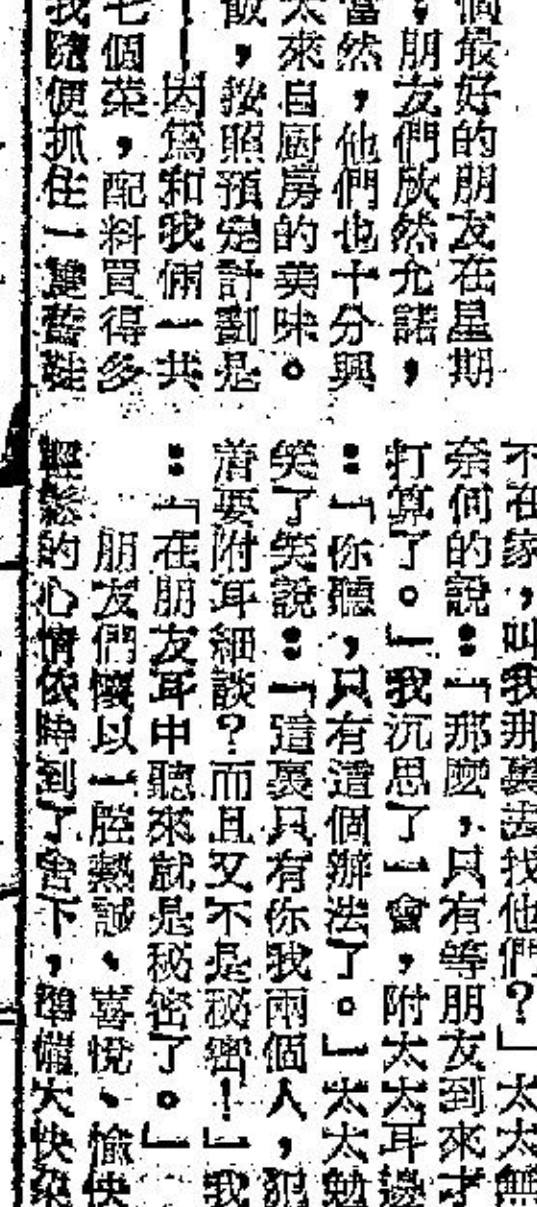 個最好的朋友在星期
，朋友們欣然允諾，
當然，他們也十分興
太來自厨房的美味。
飯，按照預定計劃是
——因爲和我倆一共
七個菜，配料買得多
我隨便抓住一雙舊鞋
不在家，叫我那裏去找他們？」太太無
奈何的說：「那麽，只有等朋友到來才
打算了。」我沉思了一會，附太太耳邊
：「你聽，只有這個辦法了。」太太勉
笑了笑說：「這裏只有你我兩個人，犯
着要附耳細談？而且又不是秘密！」我
：「在朋友耳中聽來就是秘密了。」
朋友們懷以一腔熱誠、喜悅、愉快
輕鬆的心情依時到了舍下，準備大快朶